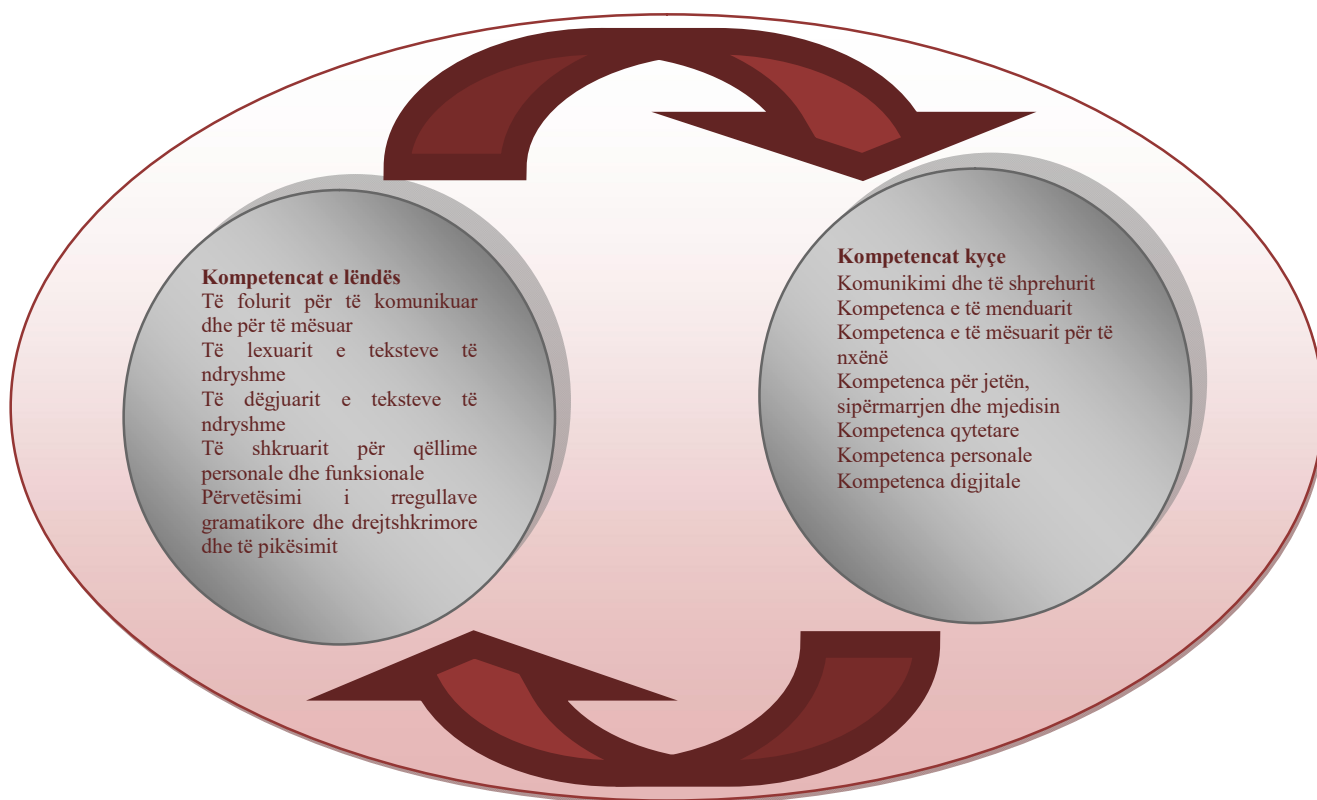 Kompetencat e lëndës
Të folurit për të komunikuar
dhe për të mësuar
Të lexuarit e teksteve të
ndryshme
Të dëgjuarit e teksteve të
ndryshme
Të shkruarit për qëllime
personale dhe funksionale
Përvetësimi i rregullave
gramatikore dhe drejtshkrimore
dhe të pikësimit
Kompetencat kyçe
Komunikimi dhe të shprehurit
Kompetenca e të menduarit
Kompetenca e të mësuarit për të
nxënë
Kompetenca për jetën,
sipërmarrjen dhe mjedisin
Kompetenca qytetare
Kompetenca personale
Kompetenca digjitale